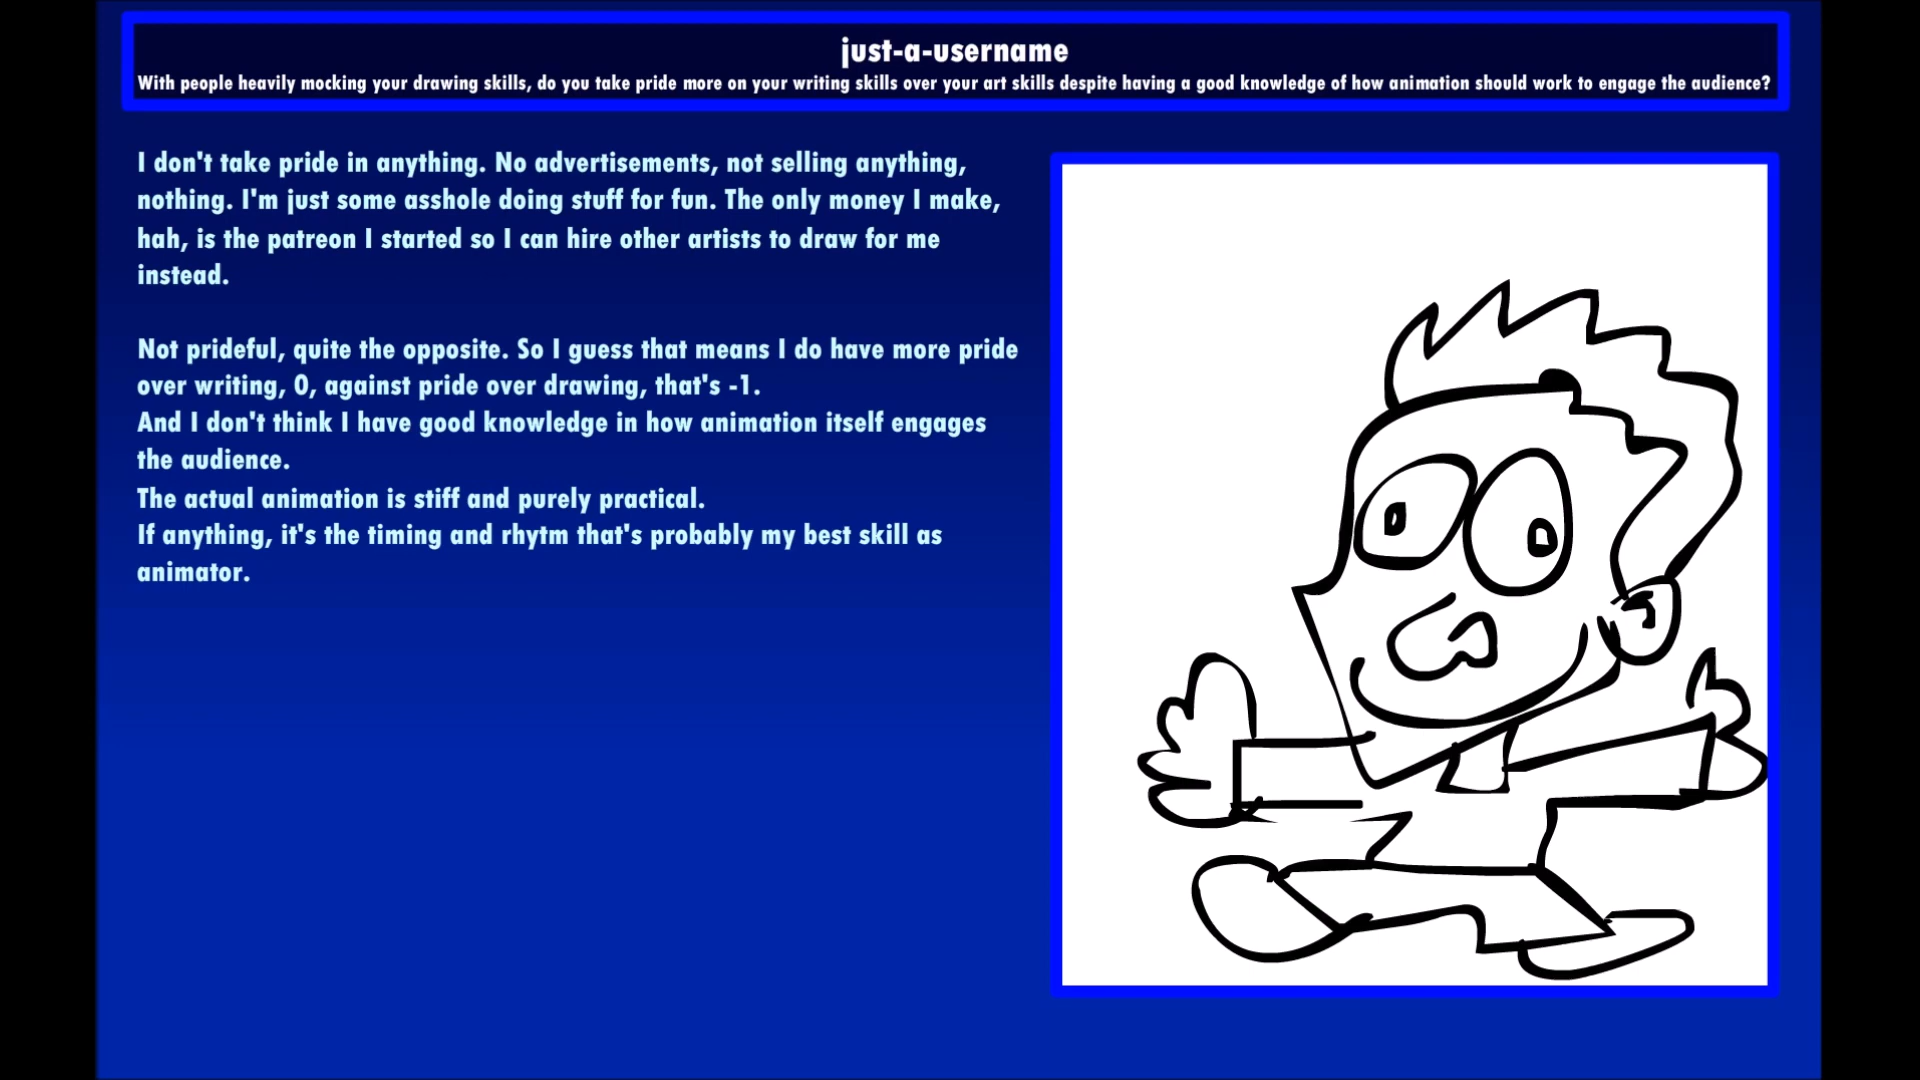 just-a-username
With people heavily mocking your drawing skills, do you take pride more on your writing skills over your art skills despite having a good knowledge of how animation should work to engage the audience?
I don't take pride in anything. No advertisements, not selling anything,
nothing. I'm just some asshole doing stuff for fun. The only money I make,
hah, is the patreon I started so I can hire other artists to draw for me
instead.
Not prideful, quite the opposite. So I guess that means I do have more pride
over writing, 0, against pride over drawing, that's -1.
And I don't think I have good knowledge in how animation itself engages
the audience.
The actual animation is stiff and purely practical.
If anything, it's the timing and rhytm that's probably my best skill as
animator.